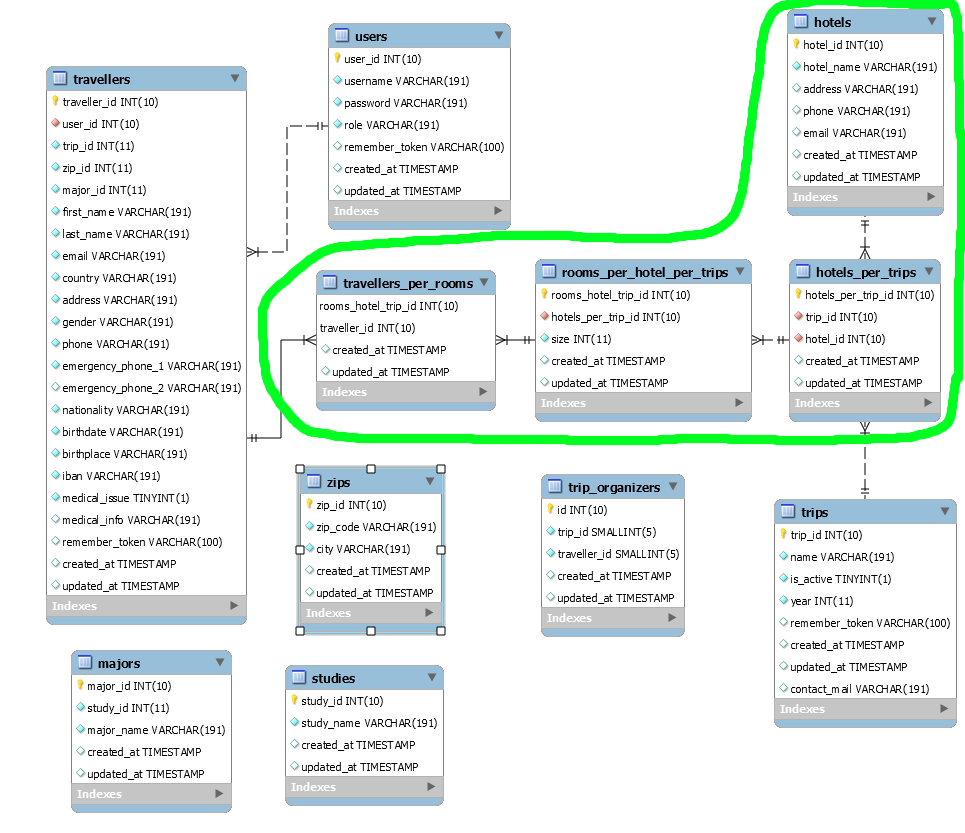 travellers
traveller_id INT(10)
user_id INT(10)
trip_id INT(11)
zip_id INT(11)
major_id INT(11)
first_name VARCHAR(191)
last_name VARCHAR(191)
email VARCHAR(191)
country VARCHAR(191)
address VARCHAR(191)
gender VARCHAR(191)
phone VARCHAR(191)
emergency_phone_1 VARCHAR(191)
emergency_phone_2 VARCHAR(191)
nationality VARCHAR(191)
birthdate VARCHAR(191)
birthplace VARCHAR(191)
iban VARCHAR(191)
medical_issue TINYINT(1)
medical_info VARCHAR(191)
remember_token VARCHAR(100)
created_at TIMESTAMP
updated_at TIMESTAMP
Indexes
users
user_id INT(10)
username VARCHAR(191)
password VARCHAR(191)
role VARCHAR(191)
remember_token VARCHAR(100)
created_at TIMESTAMP
updated_at TIMESTAMP
Indexes
hotels
hotel_id INT(10)
hotel_name VARCHAR(191)
address VARCHAR(191)
phone VARCHAR(191)
email VARCHAR(191)
created_at TIMESTAMP
updated_at TIMESTAMP
Indexes
travellers_per_rooms
rooms_hotel_trip_id INT(10)
traveller_id INT(10)
created_at TIMESTAMP
updated_at TIMESTAMP
Indexes
rooms_per_hotel_per_trips
rooms_hotel_trip_id INT(10)
hotels_per_trip_id INT(10)
size INT(11)
created_at TIMESTAMP
updated_at TIMESTAMP
Indexes
hotels_per_trips
hotels_per_trip_id INT(10)
trip_id INT(10)
hotel_id INT(10)
created_at TIMESTAMP
updated_at TIMESTAMP
Indexes
zips
zip_id INT(10)
zip_code VARCHAR(191)
city VARCHAR(191)
created_at TIMESTAMP
updated_at TIMESTAMP
Indexes
trip_organizers
id INT(10)
trip_id SMALLINT(5)
traveller_id SMALLINT(5)
created_at TIMESTAMP
updated_at TIMESTAMP
Indexes
trips
trip_id INT(10)
name VARCHAR(191)
is_active TINYINT(1)
year INT(11)
remember_token VARCHAR(100)
created_at TIMESTAMP
updated_at TIMESTAMP
contact_mail VARCHAR(191)
Indexes
majors
major_id INT(10)
study_id INT(11)
major_name VARCHAR(191)
created_at TIMESTAMP
updated_at TIMESTAMP
Indexes
studies
study_id INT(10)
study_name VARCHAR(191)
created_at TIMESTAMP
updated_at TIMESTAMP
Indexes